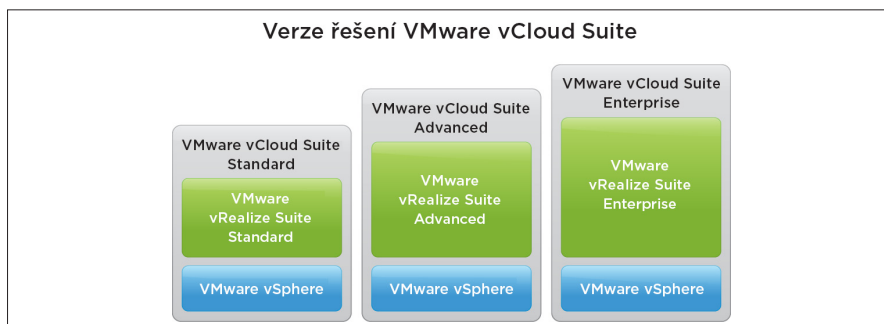 Verze řešení VMware vCloud Suite
VMware vCloud Suite
Standard
VMware
vRealize Suite
Standard
VMware vSphere
VMware vCloud Suite
Advanced
VMware
vRealize Suite
Advanced
VMware vSphere
VMware vCloud Suite
Enterprise
VMware
vRealize Suite
Enterprise
VMware vSphere